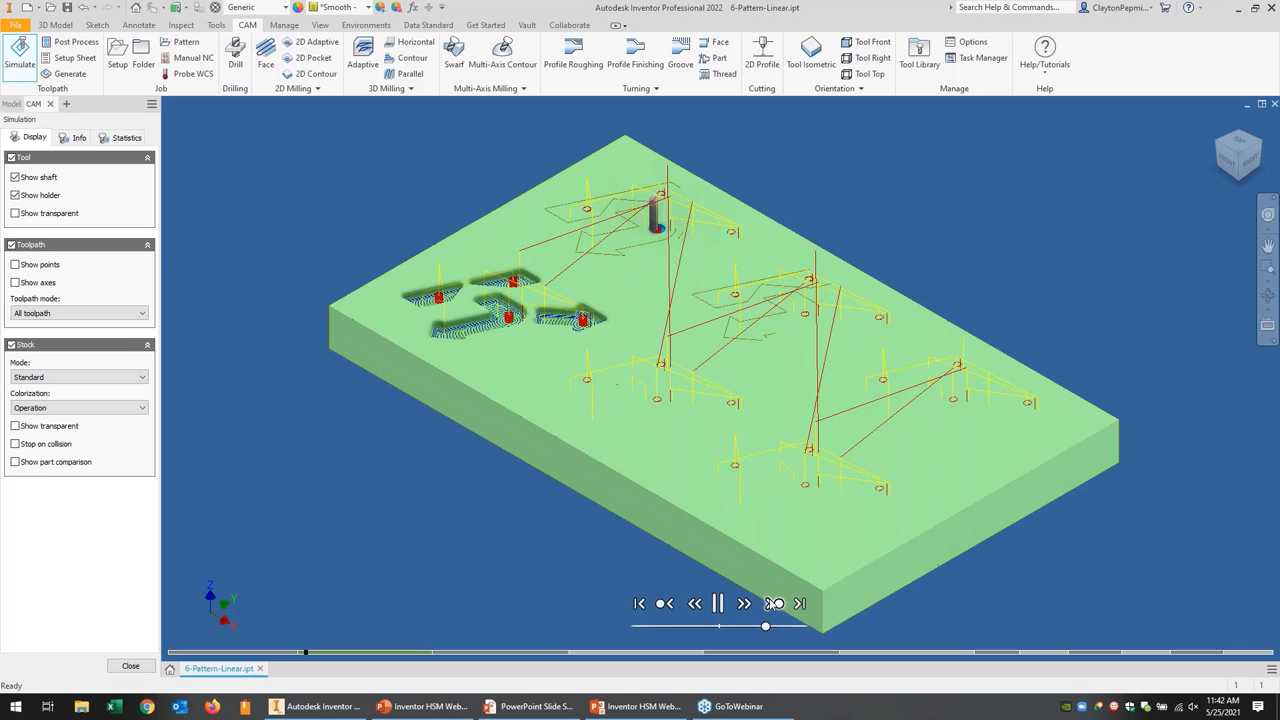 Generic
*Smooth -
Autodesk Inventor Professional 2022   6-Pattern-Linear.ipt
Search Help & Commands...
ClaytonPepmi...
File
3D Model
Sketch
Annotate
Inspect
Tools
CAM
Manage
View
Environments
Data Standard
Get Started
Vault
Collaborate
Simulate
Post Process
Setup Sheet
Generate
Toolpath
Setup
Folder
Pattern
Manual NC
Probe WCS
Job
Drill
Drilling
Face
2D Adaptive
2D Pocket
2D Contour
2D Milling
Adaptive
Horizontal
Contour
Parallel
3D Milling
Swarf
Multi-Axis Contour
Multi-Axis Milling
Profile Roughing
Profile Finishing
Groove
Face
Part
Thread
Turning
2D Profile
Cutting
Tool Isometric
Tool Front
Tool Right
Tool Top
Orientation
Tool Library
Options
Task Manager
Manage
Help/Tutorials
Help
Model
CAM
Simulation
Display
Info
Statistics
Tool
Show shaft
Show holder
Show transparent
Toolpath
Show points
Show axes
Toolpath mode:
All toolpath
Stock
Mode:
Standard
Colorization:
Operation
Show transparent
Stop on collision
Show part comparison
FRONT
RIGHT
Z
Y
X
Close
6-Pattern-Linear.ipt
Ready
1
1
Autodesk Inventor ...
Inventor HSM Web...
PowerPoint Slide S...
Inventor HSM Web...
GoToWebinar
11:42 AM
5/25/2021